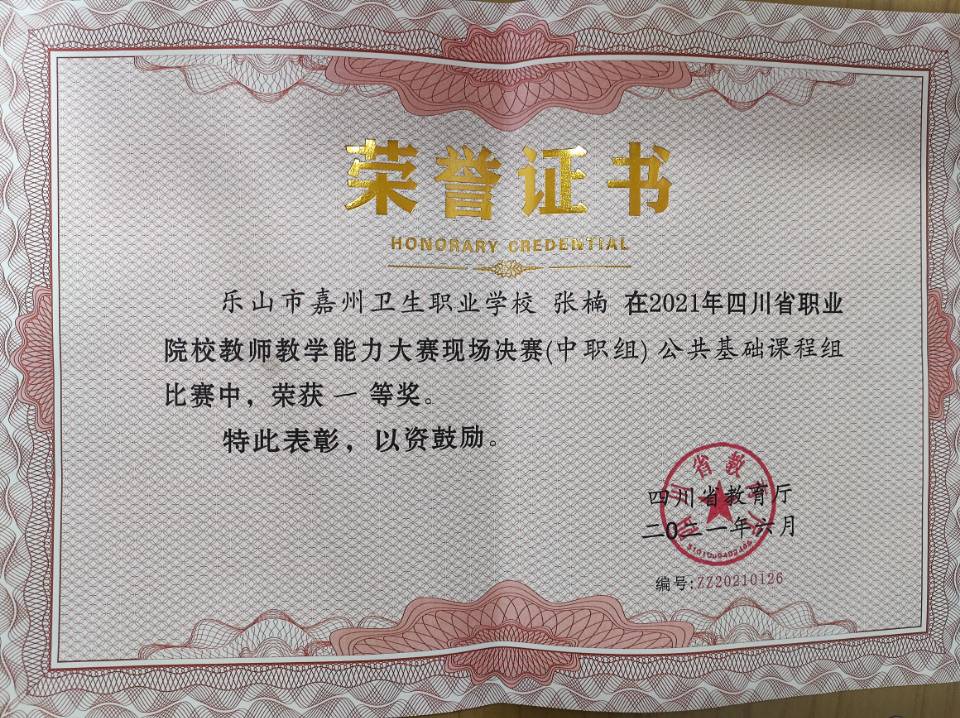 荣誉证书
HONORARY CREDENTIAL
乐山市嘉州卫生职业学校 张楠 在2021年四川省职业
院校教师教学能力大赛现场决赛(中职组) 公共基础课程组
比赛中，荣获 一 等奖。
特此表彰，以资鼓励。
四川省教育厅
二0二一年六月
编号:ZZ20210126